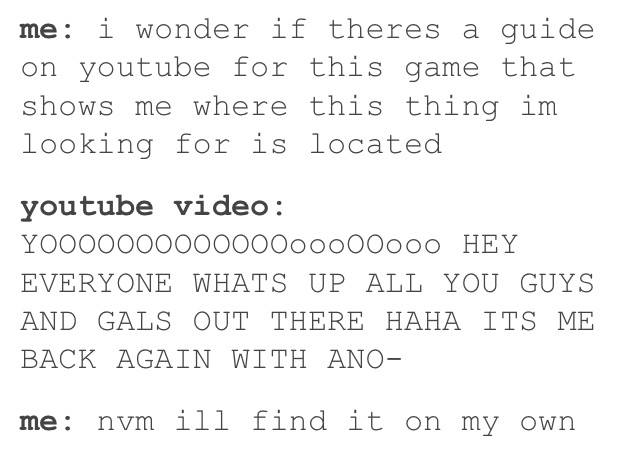 me: i wonder if theres a guide
on youtube for this game that
shows me where this thing im
looking for is located
youtube video:
YOOOOOOOOOOOOOoooOOooo HEY
EVERYONE WHATS UP ALL YOU GUYS
AND GALS OUT THERE HAHA ITS ME
BACK AGAIN WITH ANO-
me: nvm ill find it on my own